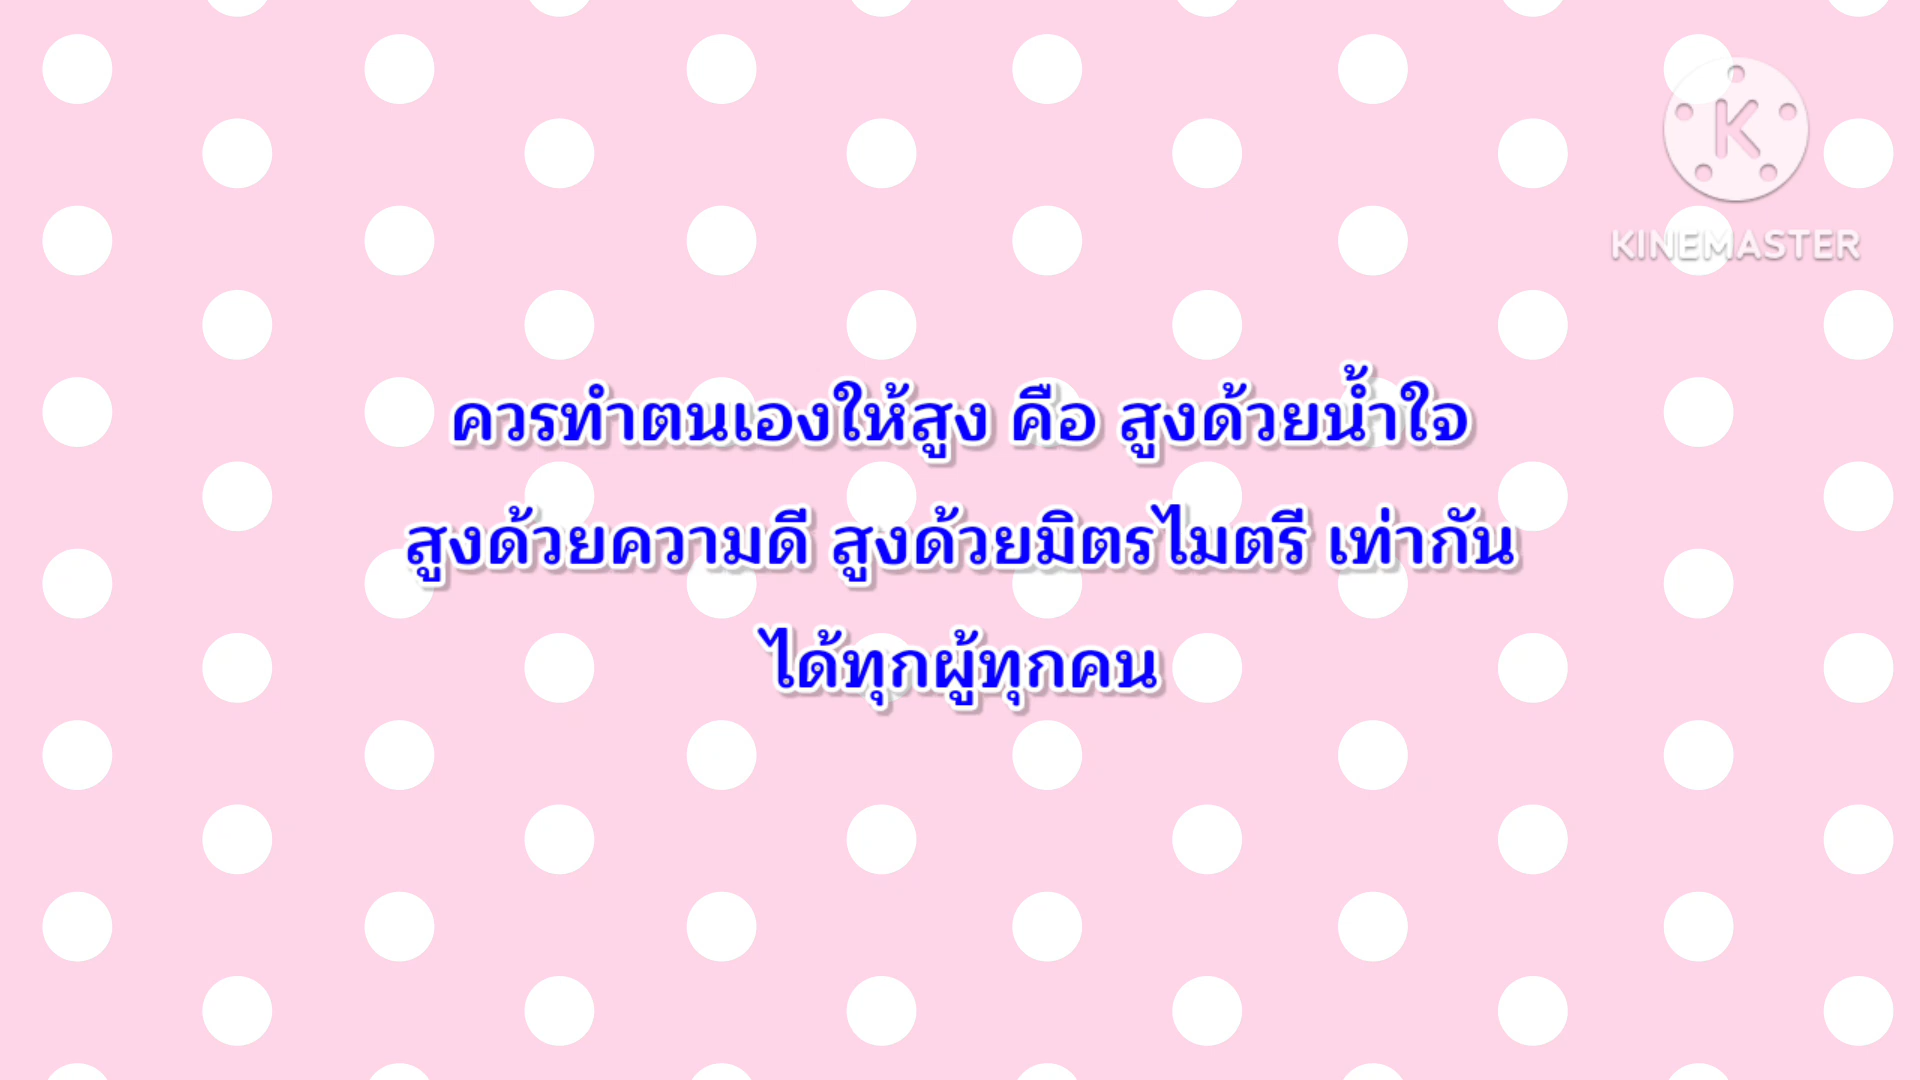 KINEMASTER
ควรทำตนเองให้สูง คือ สูงด้วยน้ำใจ
สูงด้วยความดี สูงด้วยมิตรไมตรี เท่ากัน
ได้ทุกผู้ทุกคน